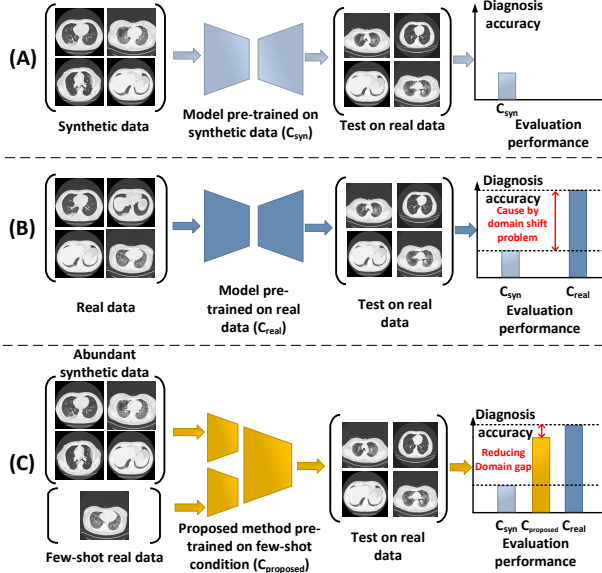 (A)
Synthetic data
Model pre-trained on
synthetic data (Csyn)
Test on real data
Diagnosis
accuracy
Csyn
Evaluation
performance
(B)
Real data
Model pre-
trained on real
data (Creal)
Test on real
data
Diagnosis
accuracy
Cause by
domain shift
problem
Csyn
Creal
Evaluation
performance
(C)
Abundant
synthetic data
Few-shot real data
Proposed method pre-
trained on few-shot
condition (Cproposed)
Test on real
data
Diagnosis
accuracy
Reducing
Domain gap
Csyn Cproposed Creal
Evaluation
performance